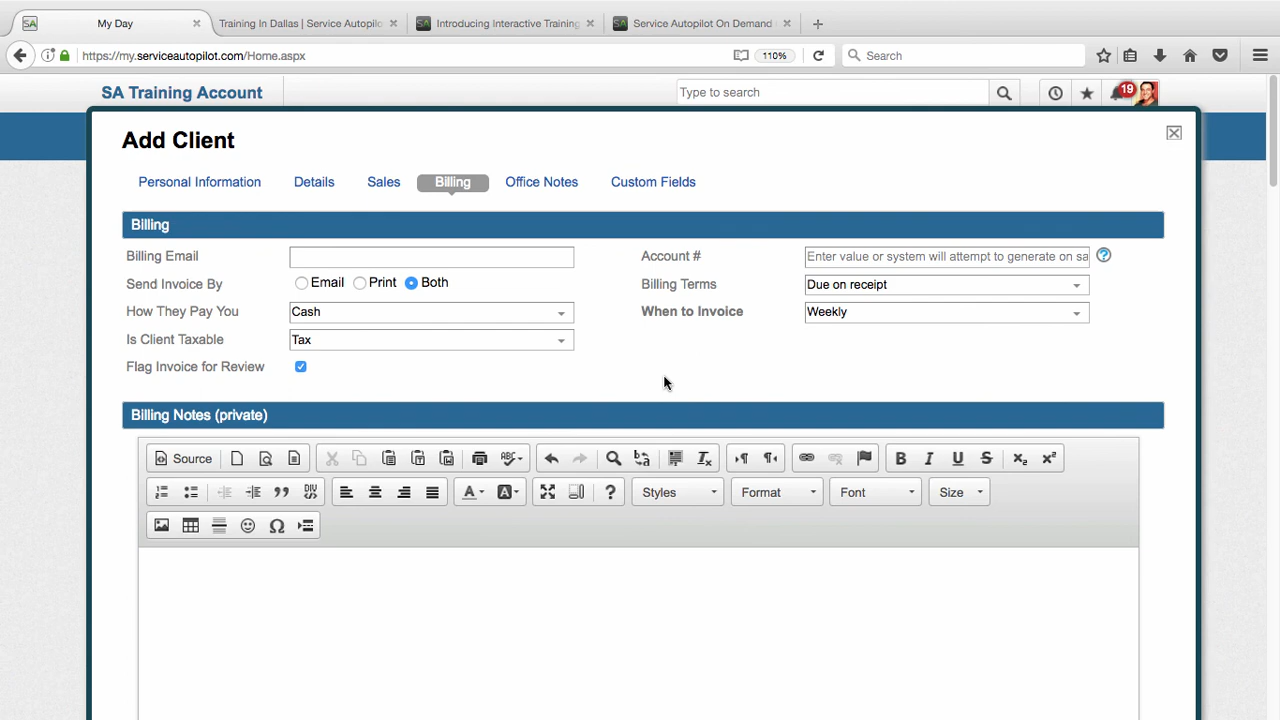 My Day
Training In Dallas | Service Autopilo
Introducing Interactive Training
Service Autopilot On Demand
https://my.serviceautopilot.com/Home.aspx
110%
Search
SA Training Account
Type to search
19
Add Client
Personal Information
Details
Sales
Billing
Office Notes
Custom Fields
Billing
Billing Email
Account #
Enter value or system will attempt to generate on sa
Send Invoice By
Email
Print
Both
Billing Terms
Due on receipt
How They Pay You
Cash
When to Invoice
Weekly
Is Client Taxable
Tax
Flag Invoice for Review
Billing Notes (private)
Source
Styles
Format
Font
Size